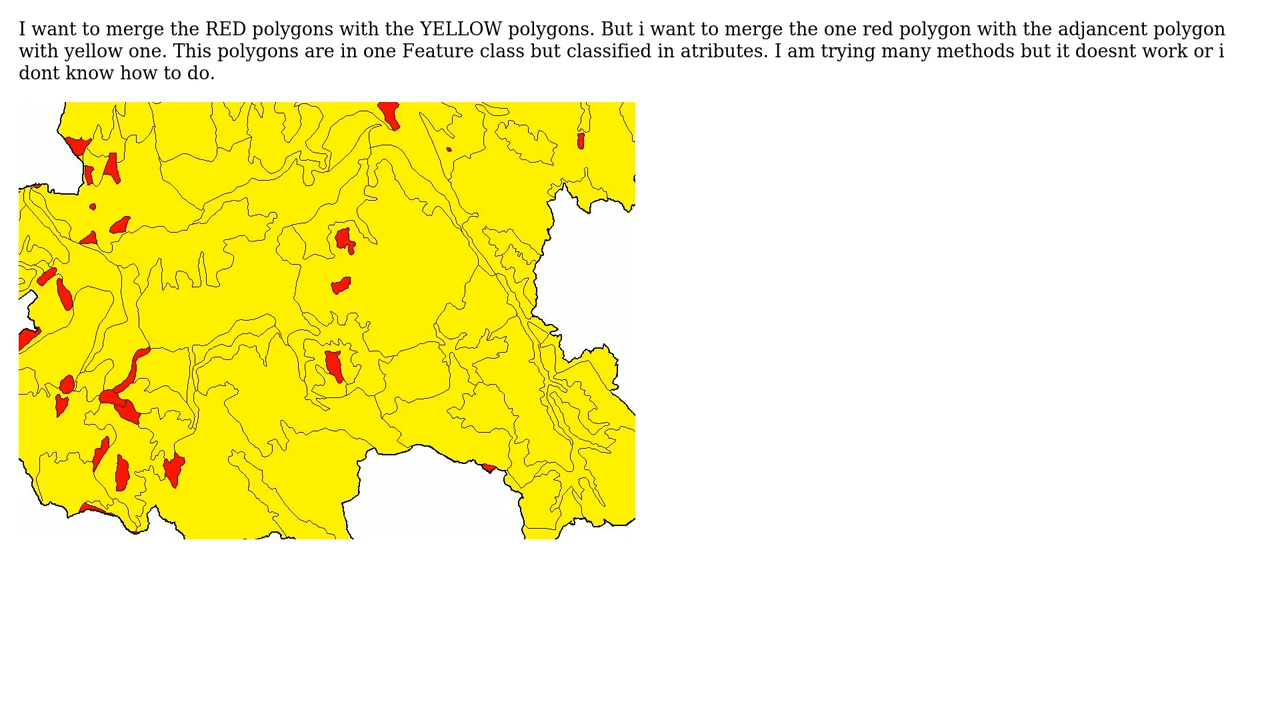 I want to merge the RED polygons with the YELLOW polygons. But i want to merge the one red polygon with the adjancent polygon
with yellow one. This polygons are in one Feature class but classified in atributes. I am trying many methods but it doesnt work or i
dont know how to do.